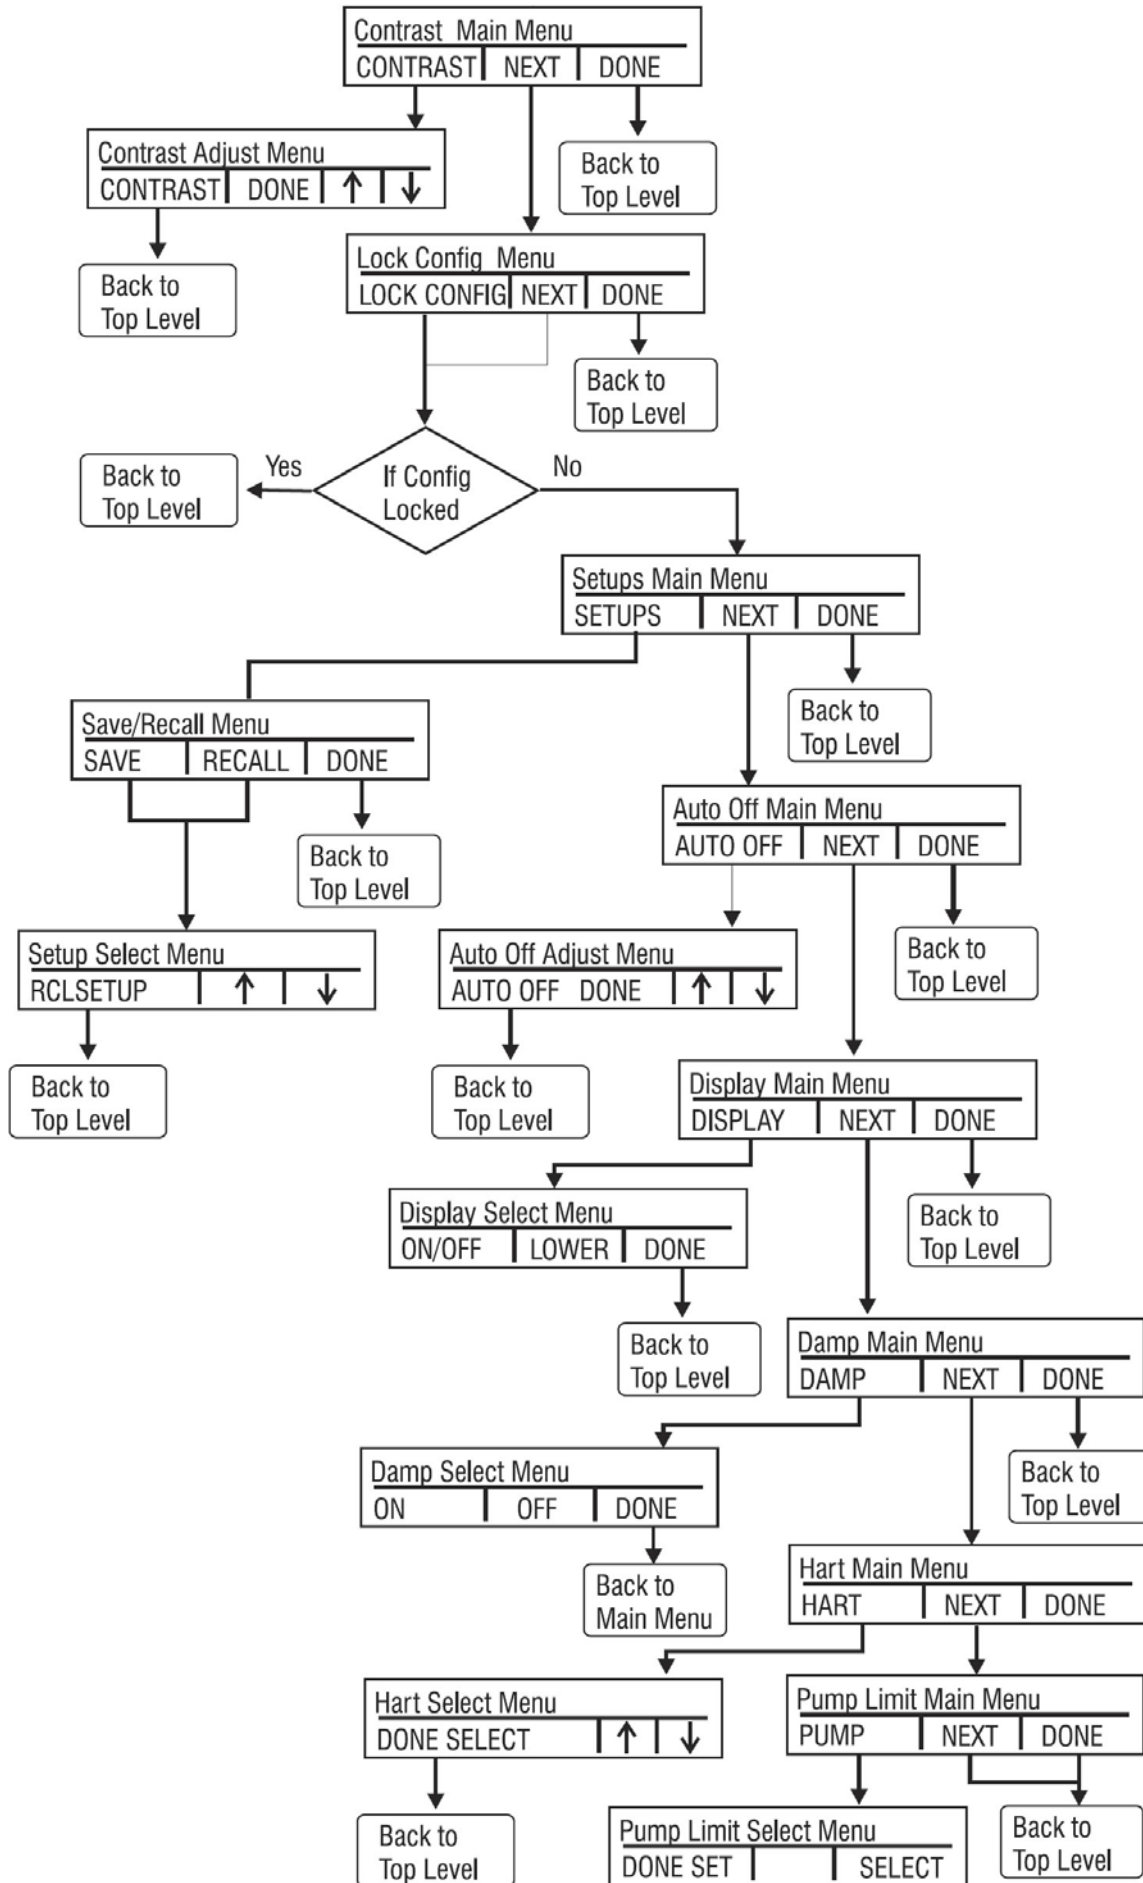 Contrast Main Menu
CONTRAST NEXT DONE
Contrast Adjust Menu
CONTRAST DONE ↑ ↓
Back to
Top Level
Back to
Top Level
Lock Config Menu
LOCK CONFIG NEXT DONE
Back to
Top Level
If Config
Locked
Yes
No
Back to
Top Level
Setups Main Menu
SETUPS NEXT DONE
Back to
Top Level
Save/Recall Menu
SAVE RECALL DONE
Back to
Top Level
Setup Select Menu
RCLSETUP ↑ ↓
Back to
Top Level
Auto Off Main Menu
AUTO OFF NEXT DONE
Back to
Top Level
Auto Off Adjust Menu
AUTO OFF DONE ↑ ↓
Back to
Top Level
Display Main Menu
DISPLAY NEXT DONE
Back to
Top Level
Display Select Menu
ON/OFF LOWER DONE
Back to
Top Level
Damp Main Menu
DAMP NEXT DONE
Back to
Top Level
Damp Select Menu
ON OFF DONE
Back to
Main Menu
Hart Main Menu
HART NEXT DONE
Hart Select Menu
DONE SELECT ↑ ↓
Back to
Top Level
Pump Limit Main Menu
PUMP NEXT DONE
Back to
Top Level
Pump Limit Select Menu
DONE SET SELECT